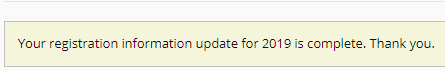 Your registration information update for 2019 is complete. Thank you.